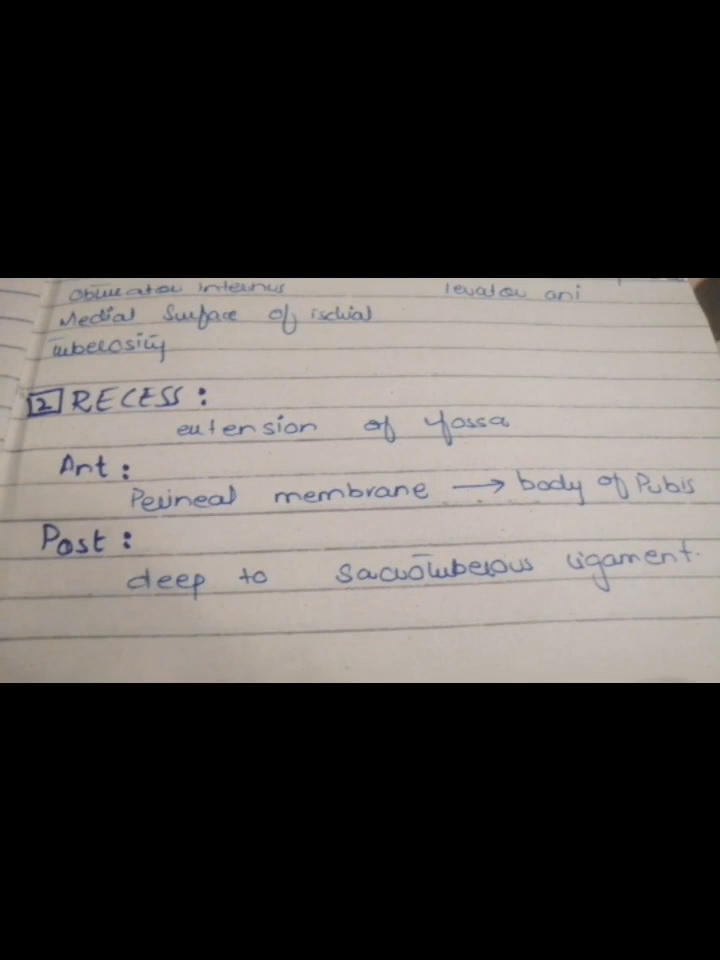 obturator internus levator ani
Medial Surface of ischial
tuberosity
2 RECESS:
extension of fossa
Ant:
Perineal membrane → body of Pubis
Post:
deep to Sacrotuberous ligament.